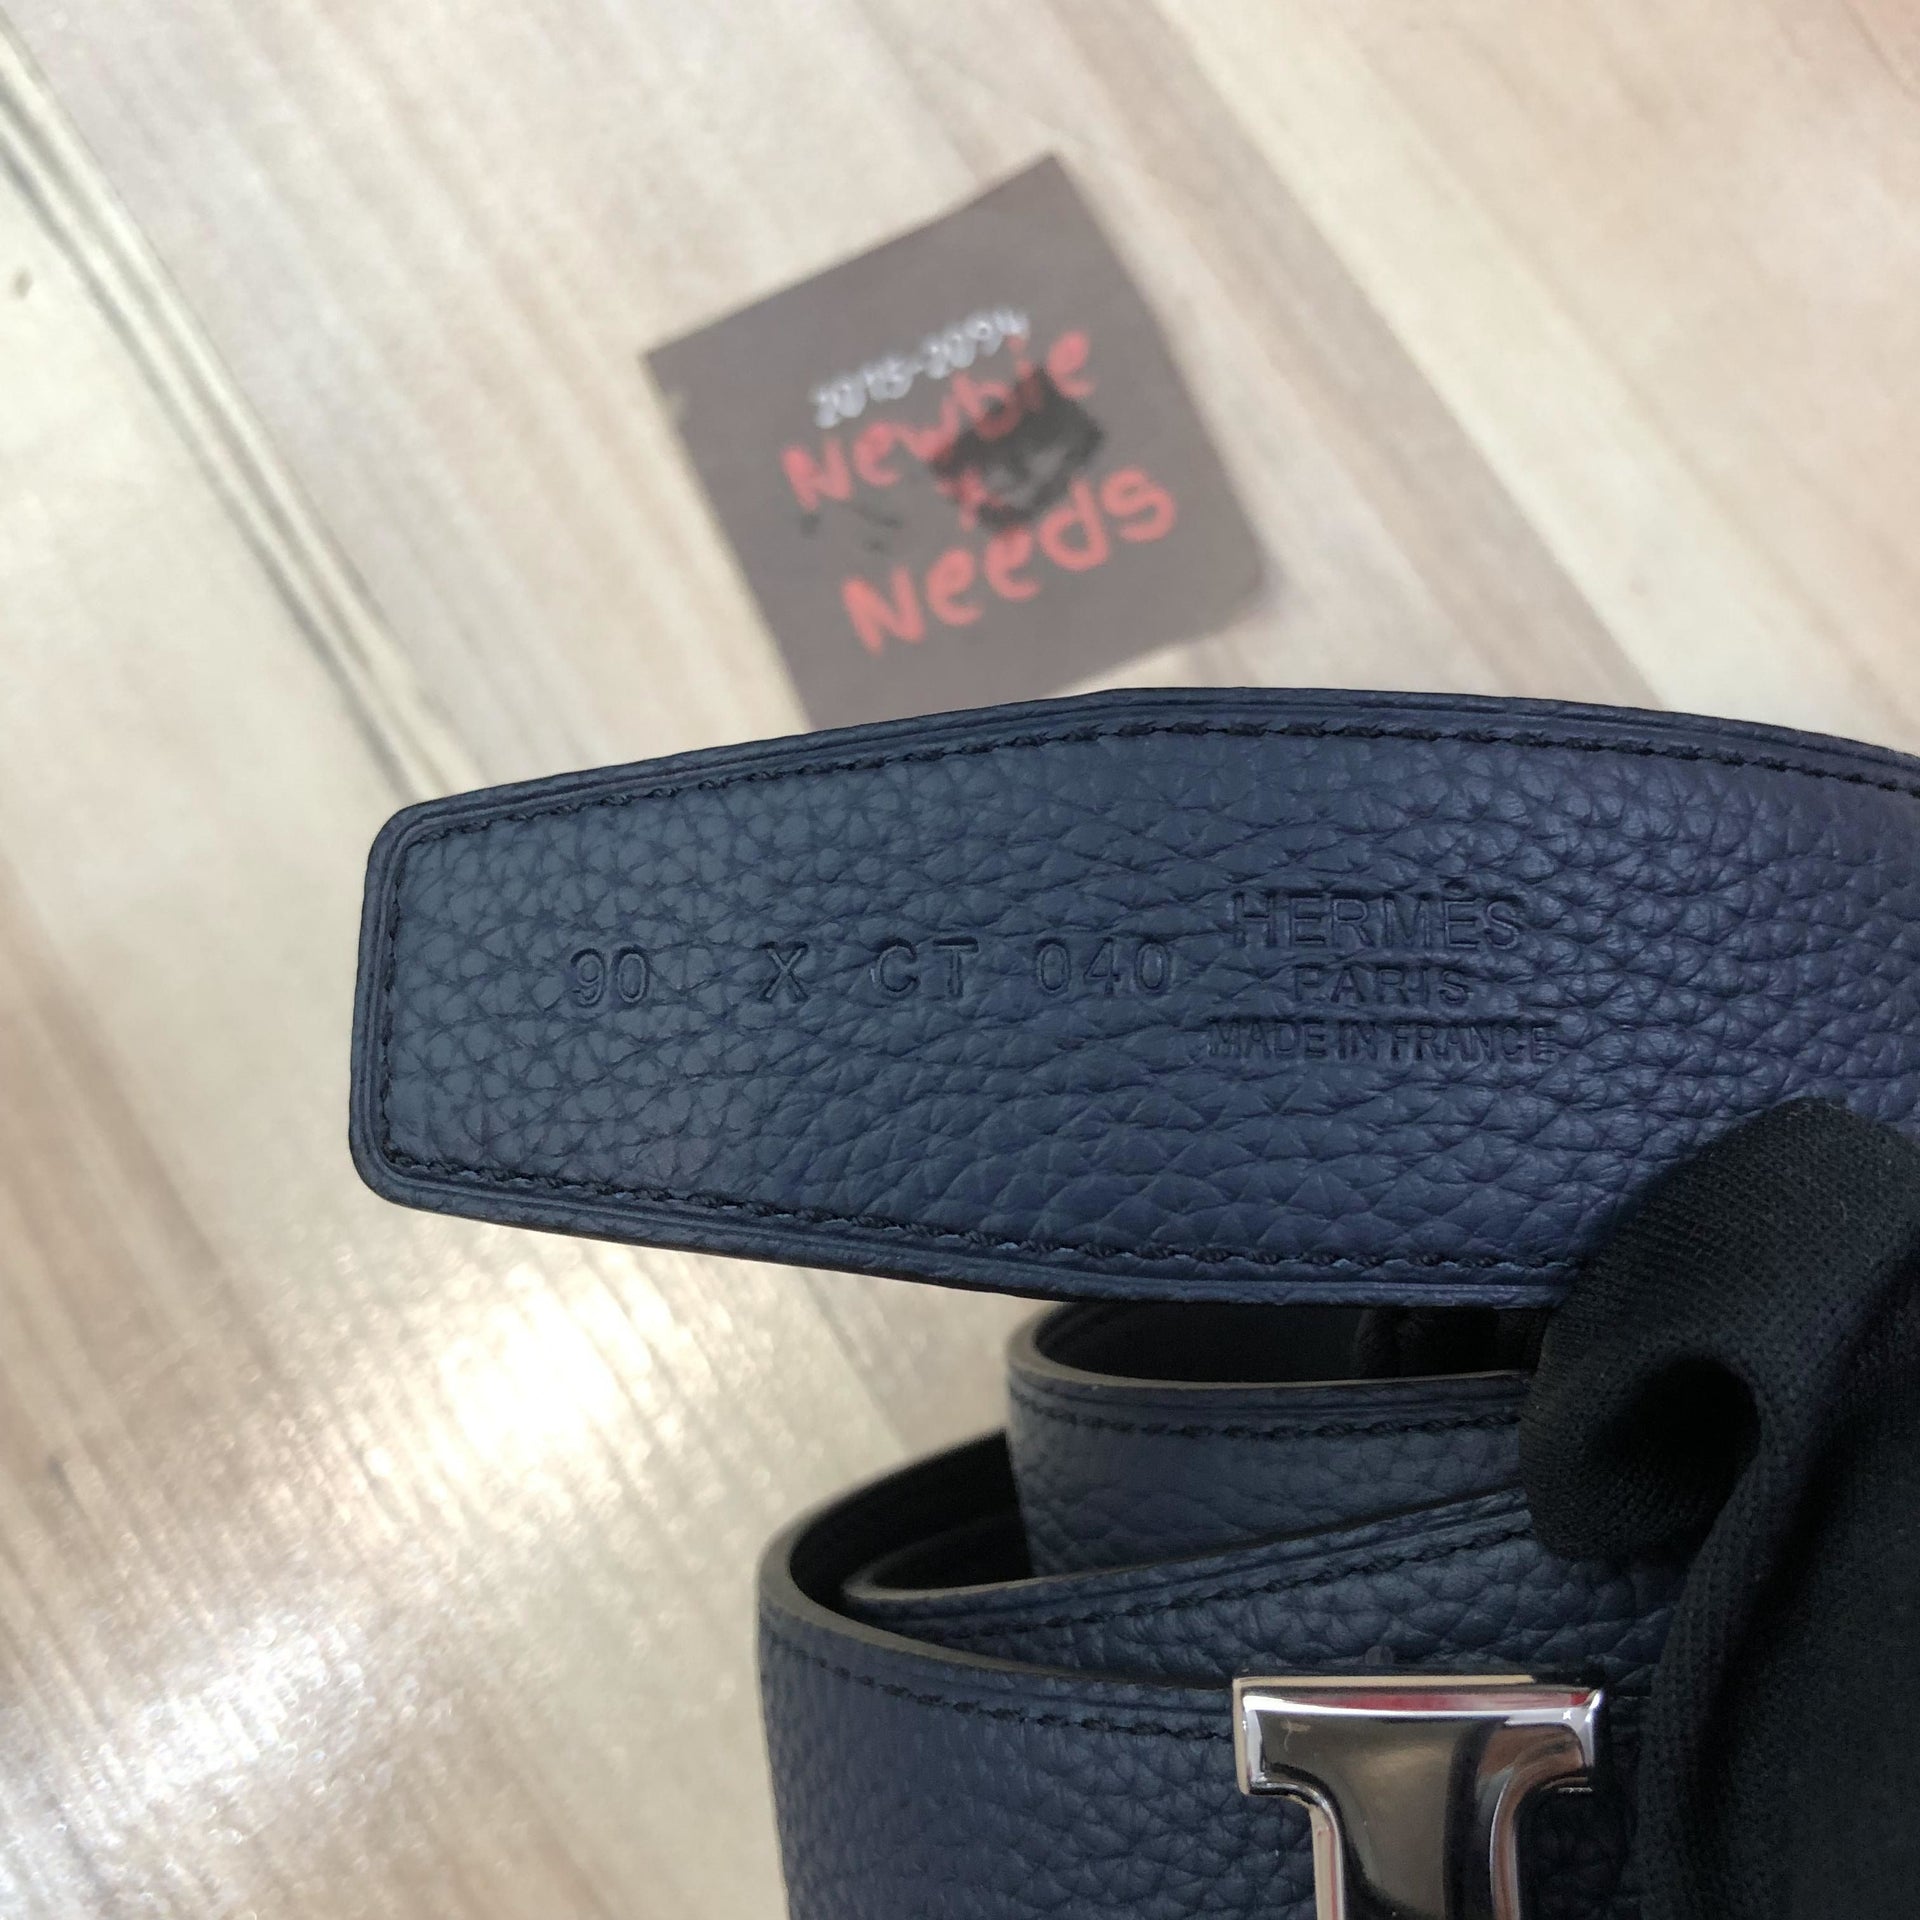 2015-2094
Newbie
Needs
90 X CT 040
HERMÈS
PARIS
MADE IN FRANCE